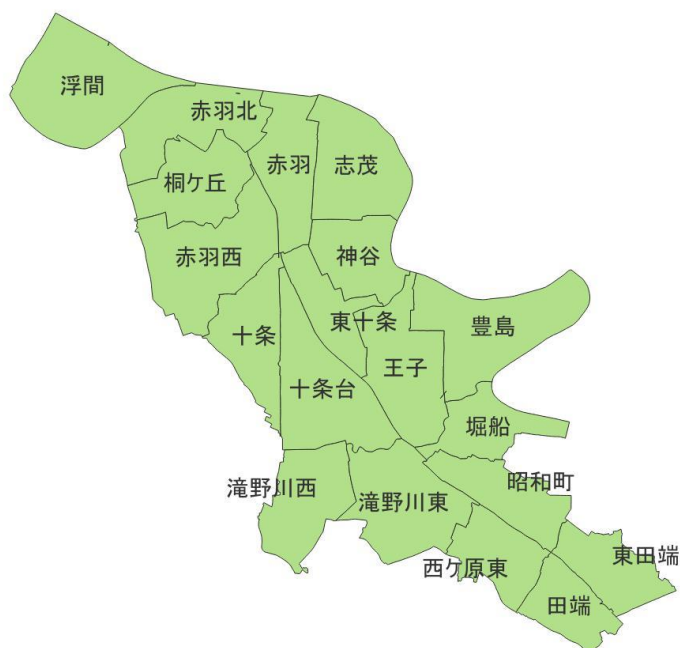 浮間
赤羽北
赤羽
志茂
桐ケ丘
赤羽西
神谷
十条
東十条
豊島
王子
十条台
堀船
滝野川西
昭和町
滝野川東
東田端
西ケ原東
田端